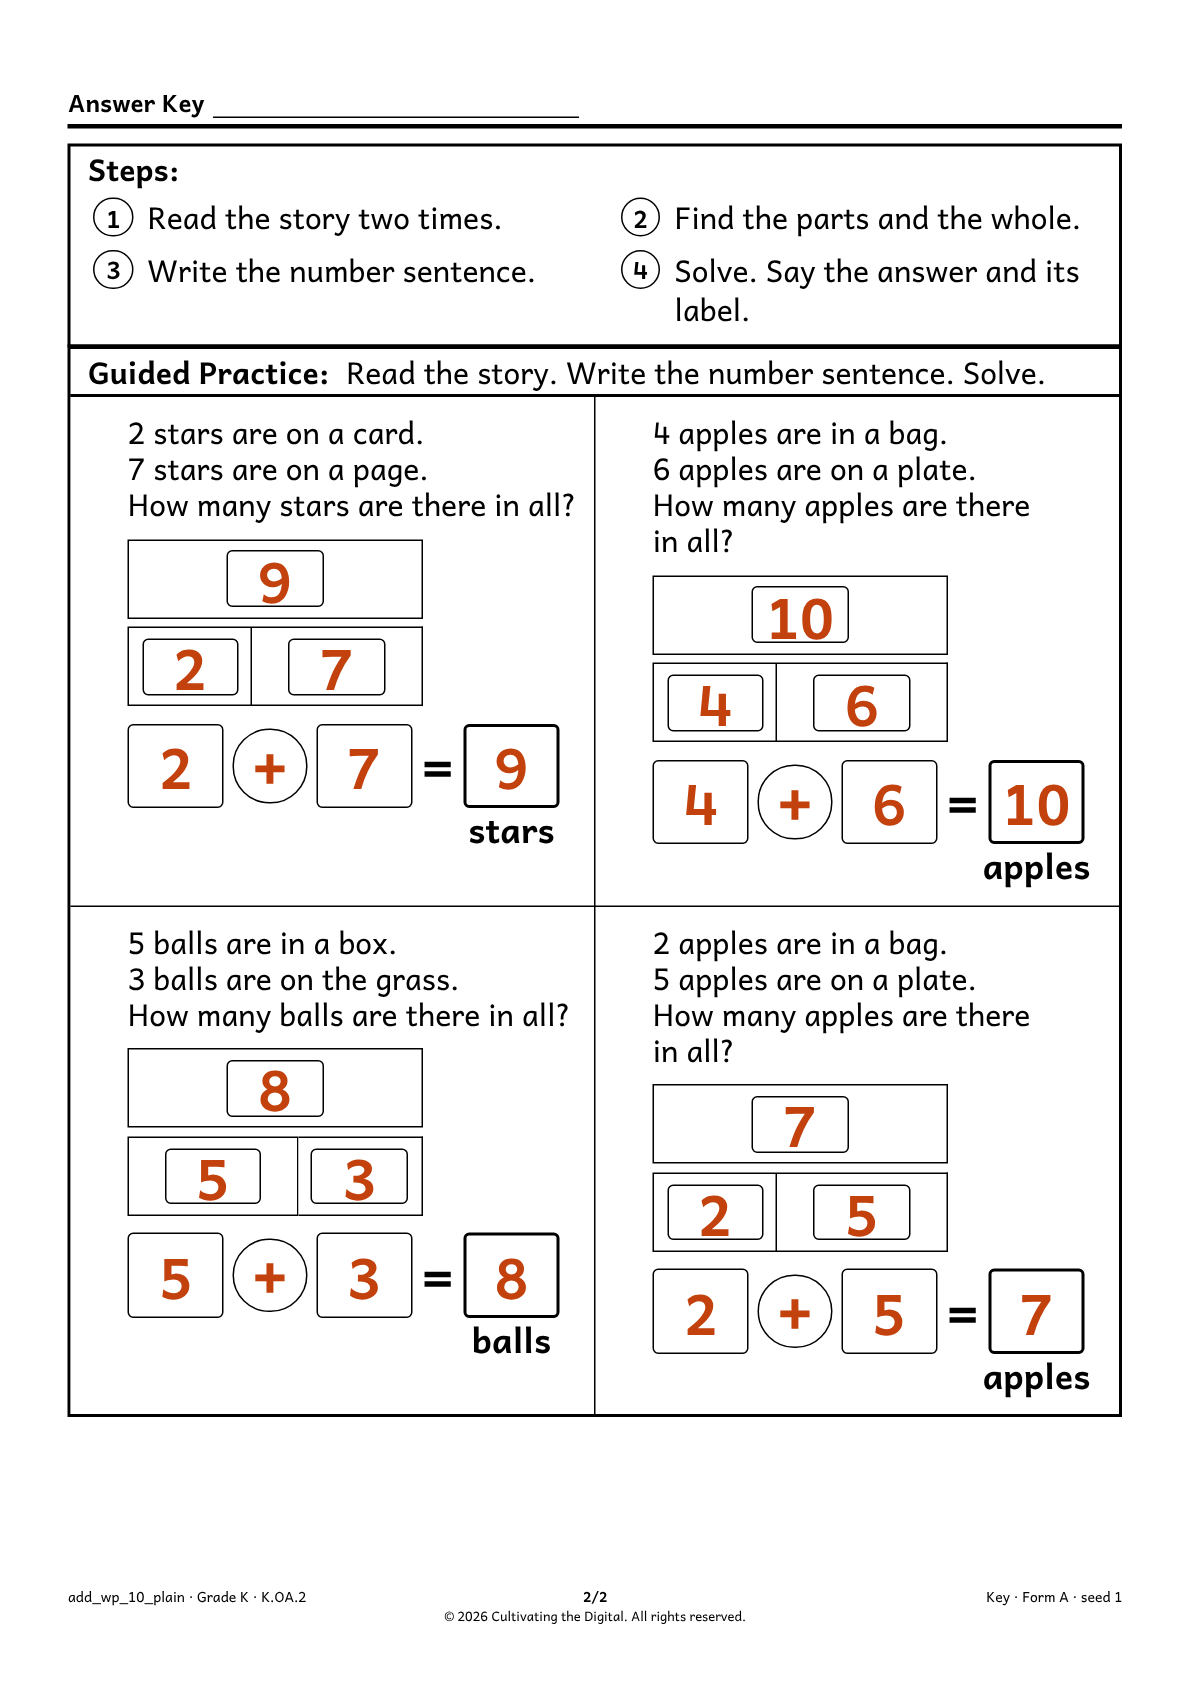 Answer Key
Steps:
1 Read the story two times.
2 Find the parts and the whole.
3 Write the number sentence.
4 Solve. Say the answer and its
label.
Guided Practice: Read the story. Write the number sentence. Solve.
2 stars are on a card.
7 stars are on a page.
How many stars are there in all?
9
2 7
2 + 7 = 9
stars
4 apples are in a bag.
6 apples are on a plate.
How many apples are there
in all?
10
4 6
4 + 6 = 10
apples
5 balls are in a box.
3 balls are on the grass.
How many balls are there in all?
8
5 3
5 + 3 = 8
balls
2 apples are in a bag.
5 apples are on a plate.
How many apples are there
in all?
7
2 5
2 + 5 = 7
apples
add_wp_10_plain · Grade K · K.OA.2
2/2
Key · Form A · seed 1
© 2026 Cultivating the Digital. All rights reserved.